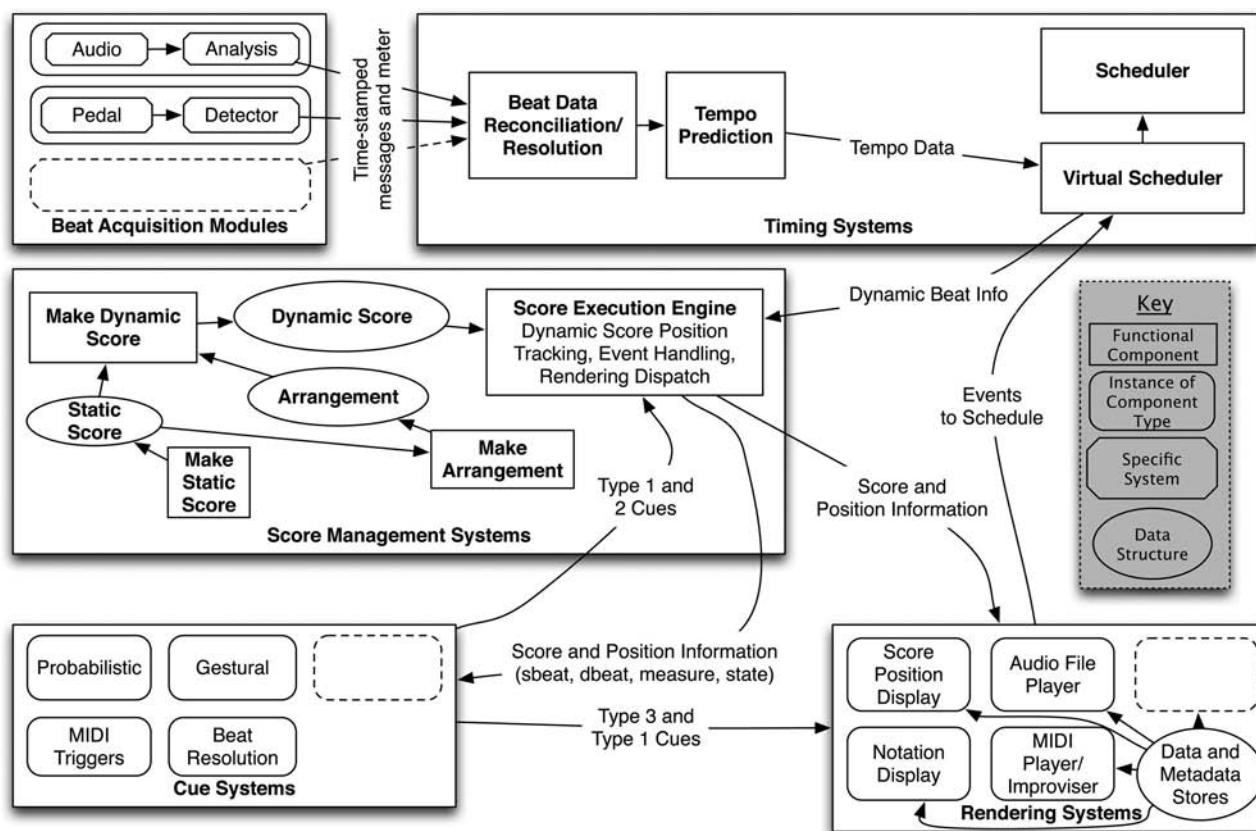 Audio
Analysis
Pedal
Detector
Beat Acquisition Modules
Time-stamped
messages and meter
Beat Data
Reconciliation/
Resolution
Tempo
Prediction
Tempo Data
Scheduler
Virtual Scheduler
Timing Systems
Make Dynamic
Score
Dynamic Score
Score Execution Engine
Dynamic Score Position
Tracking, Event Handling,
Rendering Dispatch
Arrangement
Static
Score
Make
Static
Score
Make
Arrangement
Score Management Systems
Dynamic Beat Info
Events
to Schedule
Key
Functional
Component
Instance of
Component
Type
Specific
System
Data
Structure
Type 1 and
2 Cues
Score and
Position Information
Probabilistic
Gestural
MIDI
Triggers
Beat
Resolution
Cue Systems
Score and Position Information
(sbeat, dbeat, measure, state)
Type 3 and
Type 1 Cues
Score
Position
Display
Audio File
Player
Notation
Display
MIDI
Player/
Improviser
Data and
Metadata
Stores
Rendering Systems